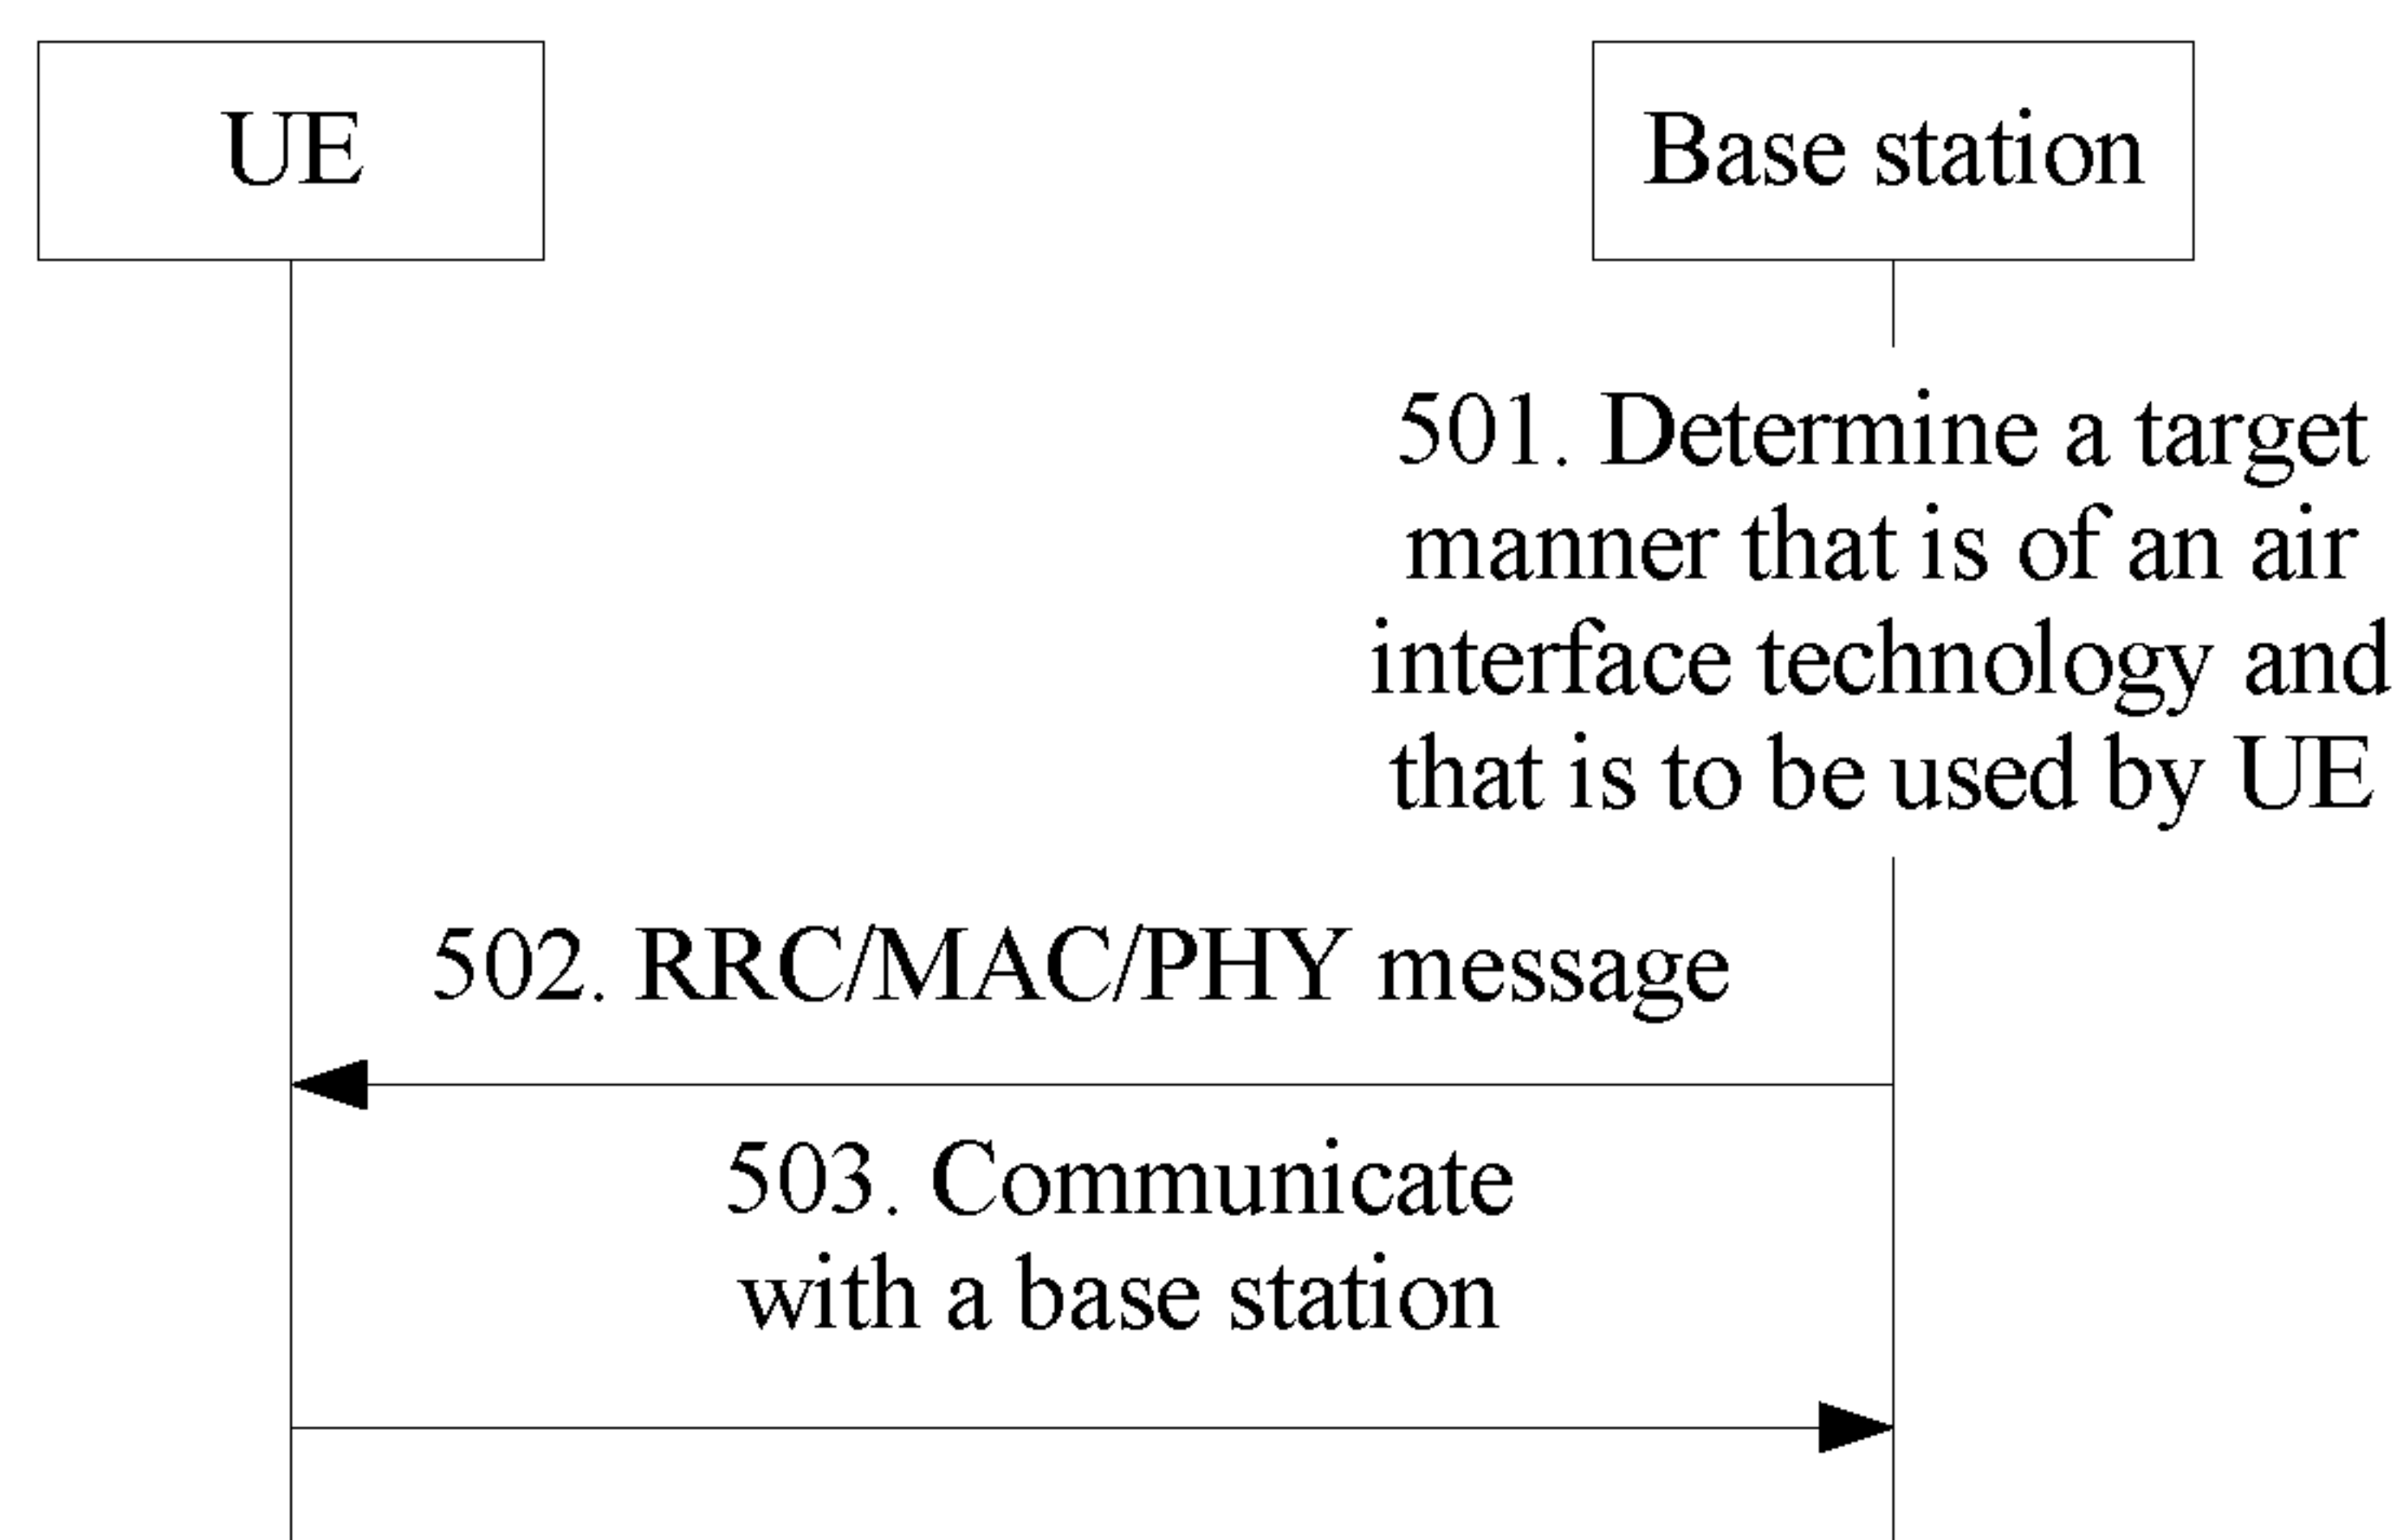 UE
Base station
501. Determine a target
manner that is of an air
interface technology and
that is to be used by UE
502. RRC/MAC/PHY message
503. Communicate
with a base station